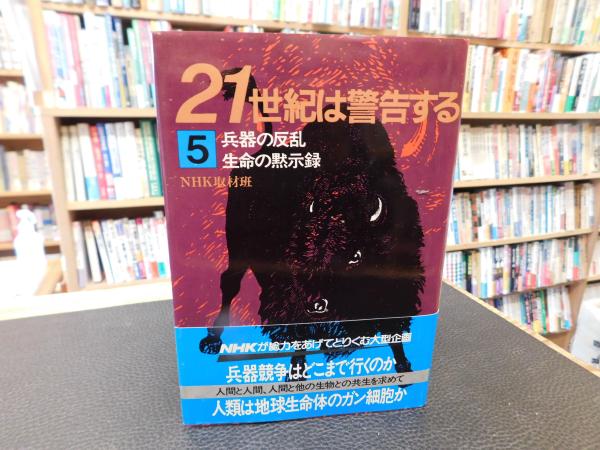 21世紀は警告する
5
兵器の反乱
生命の黙示録
NHK取材班
NHKが総力をあげてとりくむ大型企画
兵器競争はどこまで行くのか
人間と人間、人間と他の生物との共生を求めて
人類は地球生命体のガン細胞か